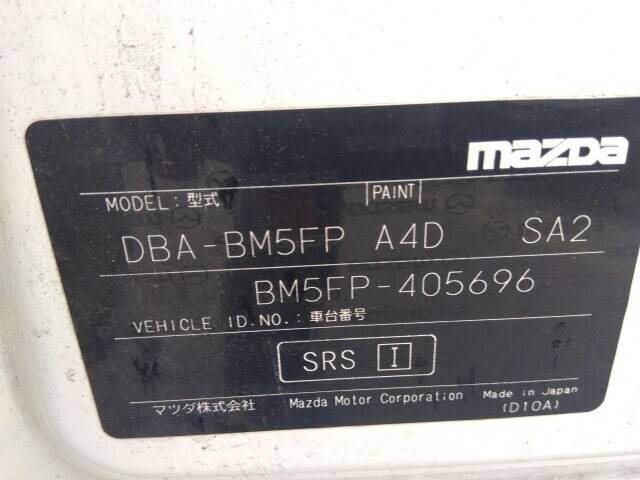 mazda
MODEL:型式 PAINT
DBA-BM5FP A4D SA2
BM5FP-405696
VEHICLE ID.NO.:車台番号
SRS I
マツダ株式会社 Mazda Motor Corporation Made in Japan
(D10A)